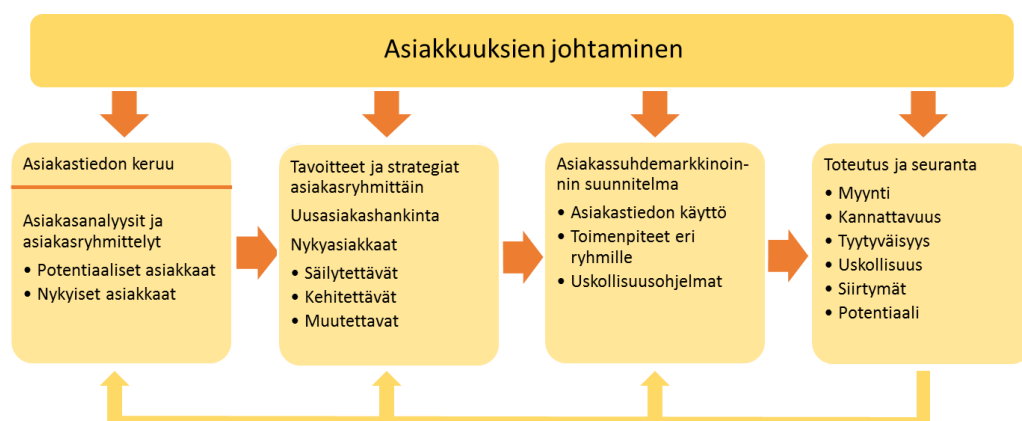 Asiakkuuksien johtaminen
Asiakastiedon keruu
Asiakasanalyysit ja
asiakasryhmittelyt
• Potentiaaliset asiakkaat
• Nykyiset asiakkaat
Tavoitteet ja strategiat
asiakasryhmittäin
Uusasiakashankinta
Nykyasiakkaat
• Säilytettävät
• Kehitettävät
• Muutettavat
Asiakassuhdemarkkinoin-
nin suunnitelma
• Asiakastiedon käyttö
• Toimenpiteet eri
ryhmille
• Uskollisuusohjelmat
Toteutus ja seuranta
• Myynti
• Kannattavuus
• Tyytyväisyys
• Uskollisuus
• Siirtymät
• Potentiaali